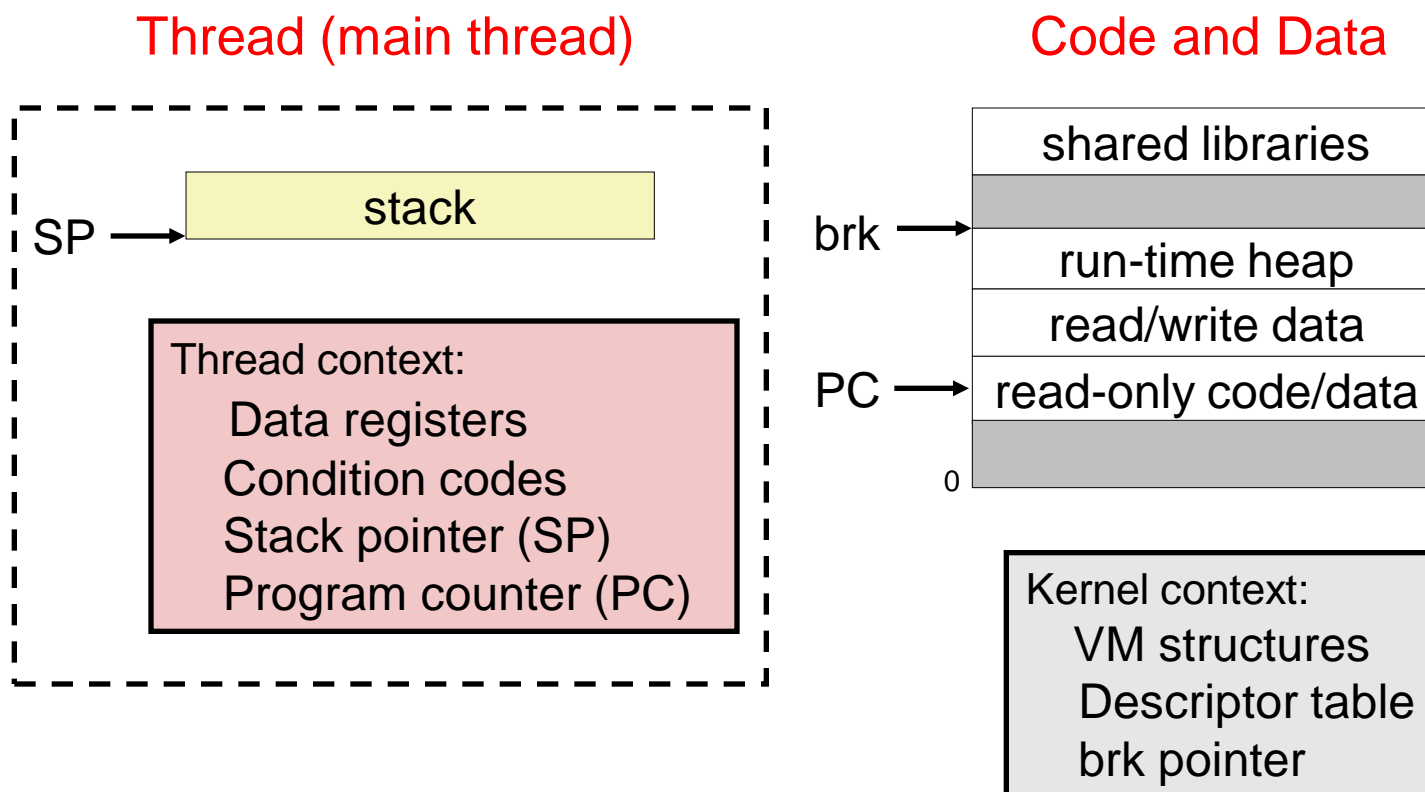 Thread (main thread)
Code and Data
stack
SP
Thread context:
Data registers
Condition codes
Stack pointer (SP)
Program counter (PC)
shared libraries
brk
run-time heap
read/write data
PC
read-only code/data
0
Kernel context:
VM structures
Descriptor table
brk pointer